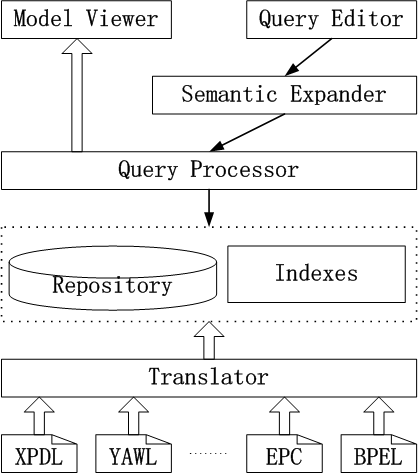 Model Viewer
Query Editor
Semantic Expander
Query Processor
Repository
Indexes
Translator
XPDL
YAWL
EPC
BPEL